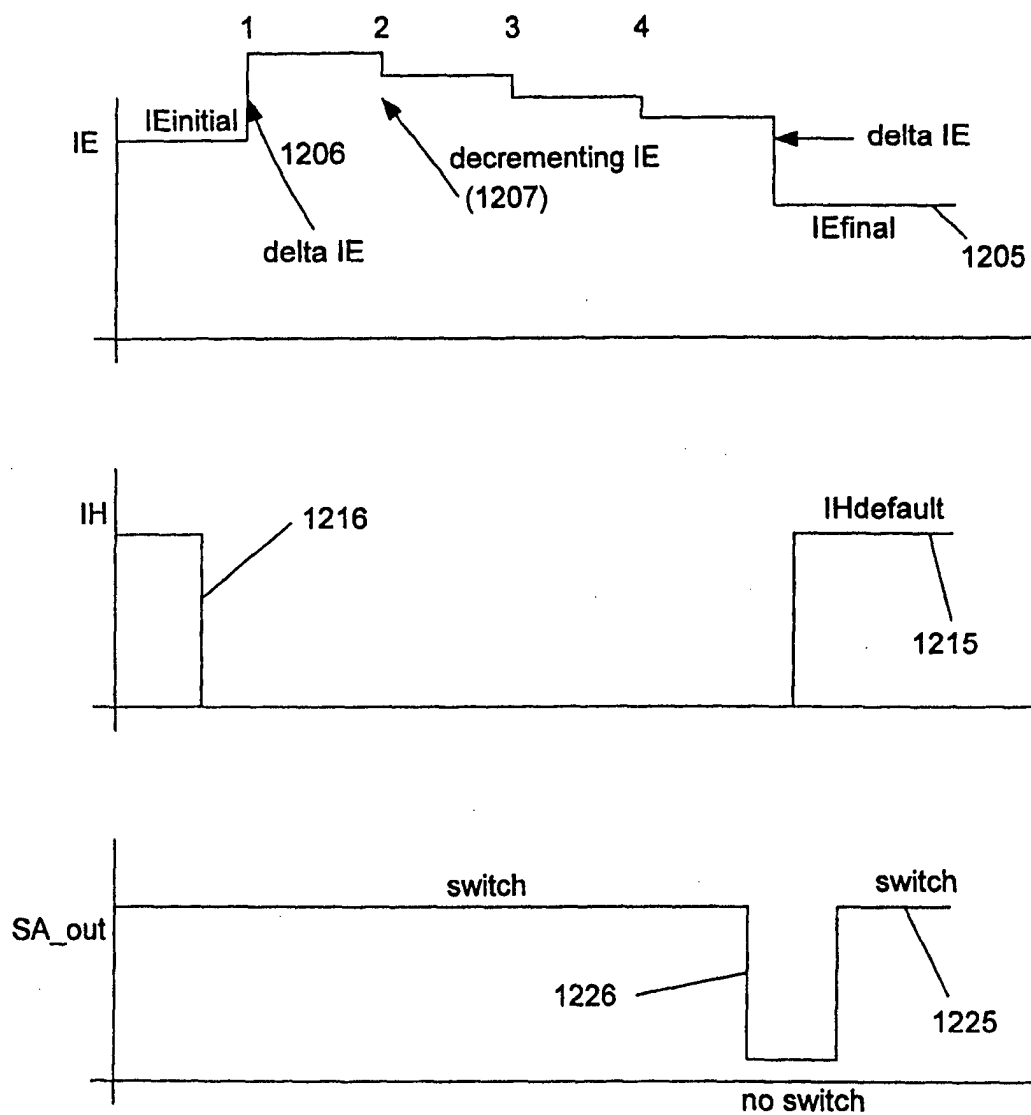 1 2 3 4
IE
IEinitial
1206
delta IE
decrementing IE
(1207)
delta IE
IEfinal
1205
IH
1216
IHdefault
1215
SA_out
switch
switch
1226
1225
no switch